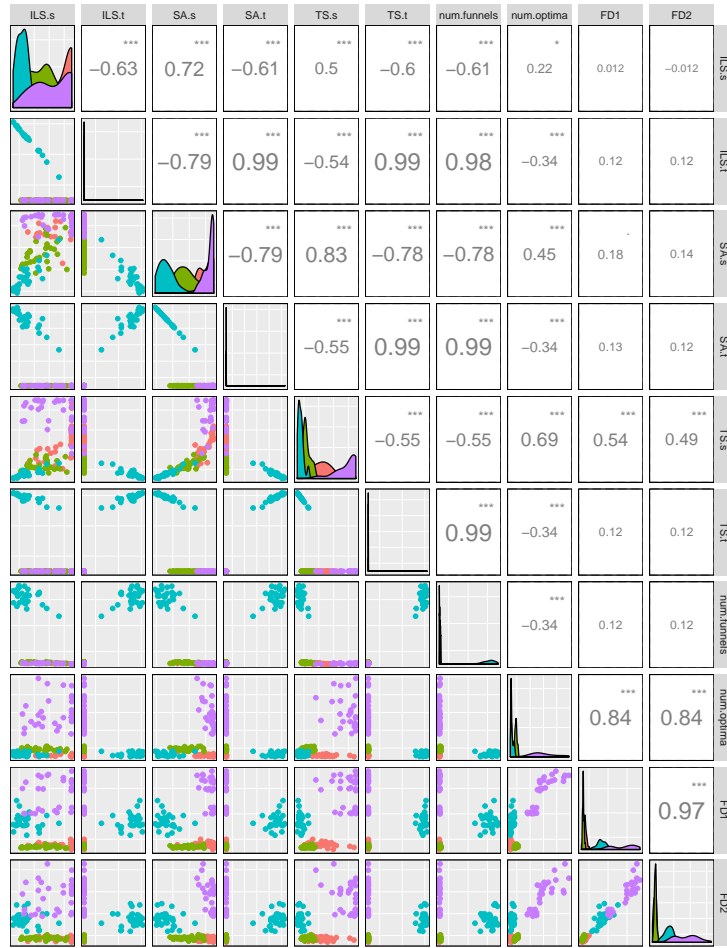 ILS.s ILS.t SA.s SA.t TS.s TS.t num.funnels num.optima FD1 FD2
*** *** *** *** *** *** *
−0.63 0.72 −0.61 0.5 −0.6 −0.61 0.22 0.012 −0.012
ILS.s
*** *** *** *** *** ***
−0.79 0.99 −0.54 0.99 0.98 −0.34 0.12 0.12
ILS.t
*** *** *** *** *** .
−0.79 0.83 −0.78 −0.78 0.45 0.18 0.14
SA.s
*** *** *** ***
−0.55 0.99 0.99 −0.34 0.13 0.12
SA.t
*** *** *** *** ***
−0.55 −0.55 0.69 0.54 0.49
TS.s
*** ***
0.99 −0.34 0.12 0.12
TS.t
***
−0.34 0.12 0.12
num.funnels
*** ***
0.84 0.84
num.optima
***
0.97
FD1
FD2